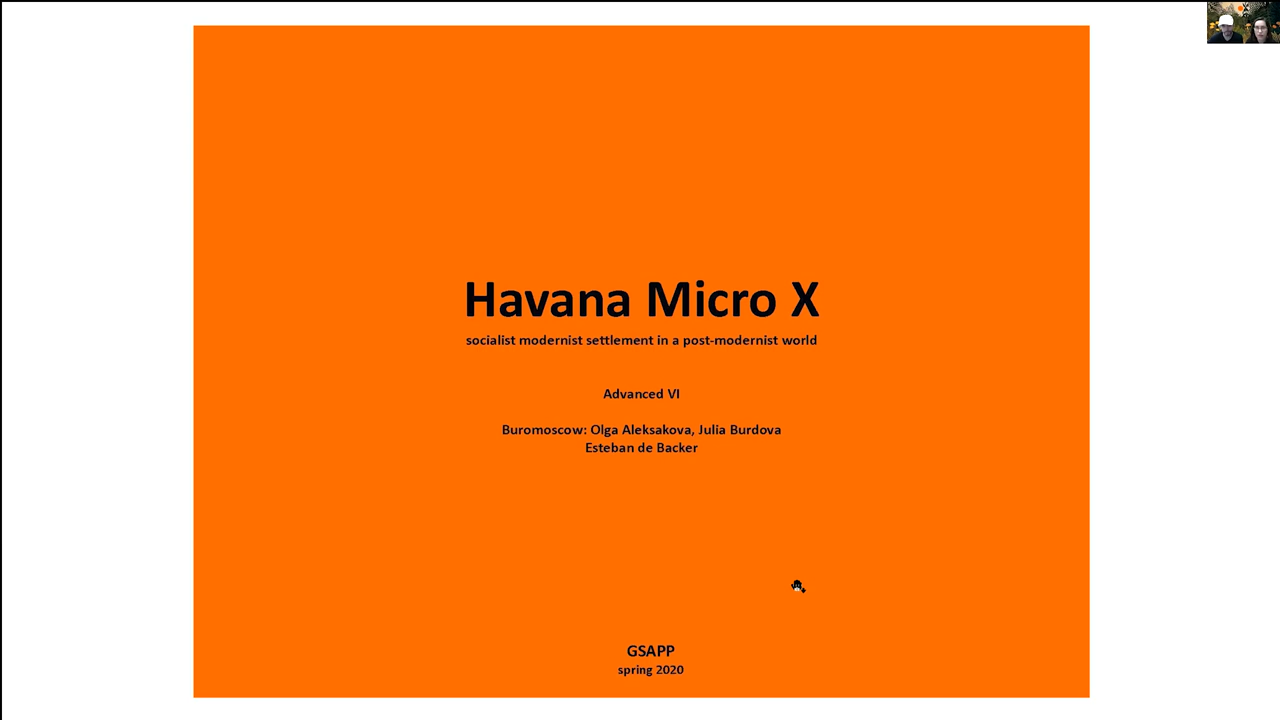 Havana Micro X
socialist modernist settlement in a post-modernist world
Advanced VI
Buromoscow: Olga Aleksakova, Julia Burdova
Esteban de Backer
GSAPP
spring 2020